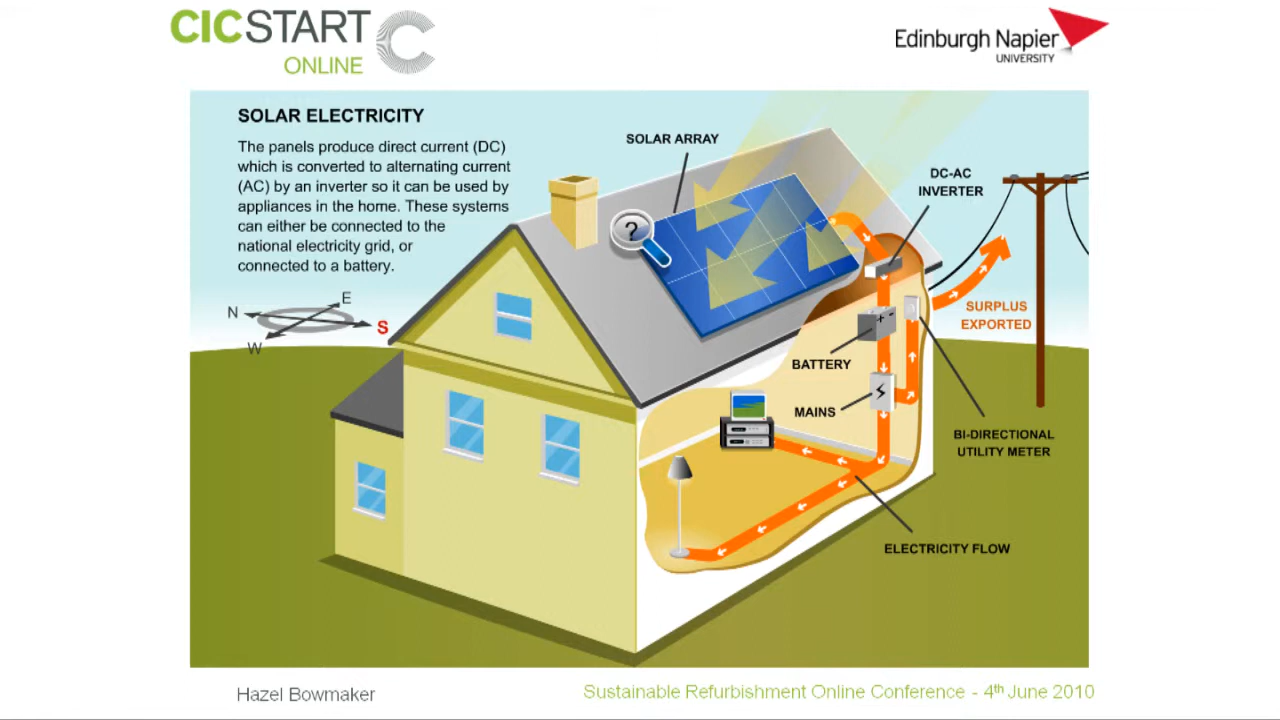 CICSTART
ONLINE
Edinburgh Napier
UNIVERSITY
SOLAR ELECTRICITY
The panels produce direct current (DC)
which is converted to alternating current
(AC) by an inverter so it can be used by
appliances in the home. These systems
can either be connected to the
national electricity grid, or
connected to a battery.
SOLAR ARRAY
DC-AC
INVERTER
?
N
E
S
W
SURPLUS
EXPORTED
+ -
BATTERY
MAINS
BI-DIRECTIONAL
UTILITY METER
ELECTRICITY FLOW
Hazel Bowmaker
Sustainable Refurbishment Online Conference - 4th June 2010